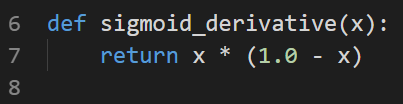 6 def sigmoid_derivative(x):
7     return x * (1.0 - x)
8